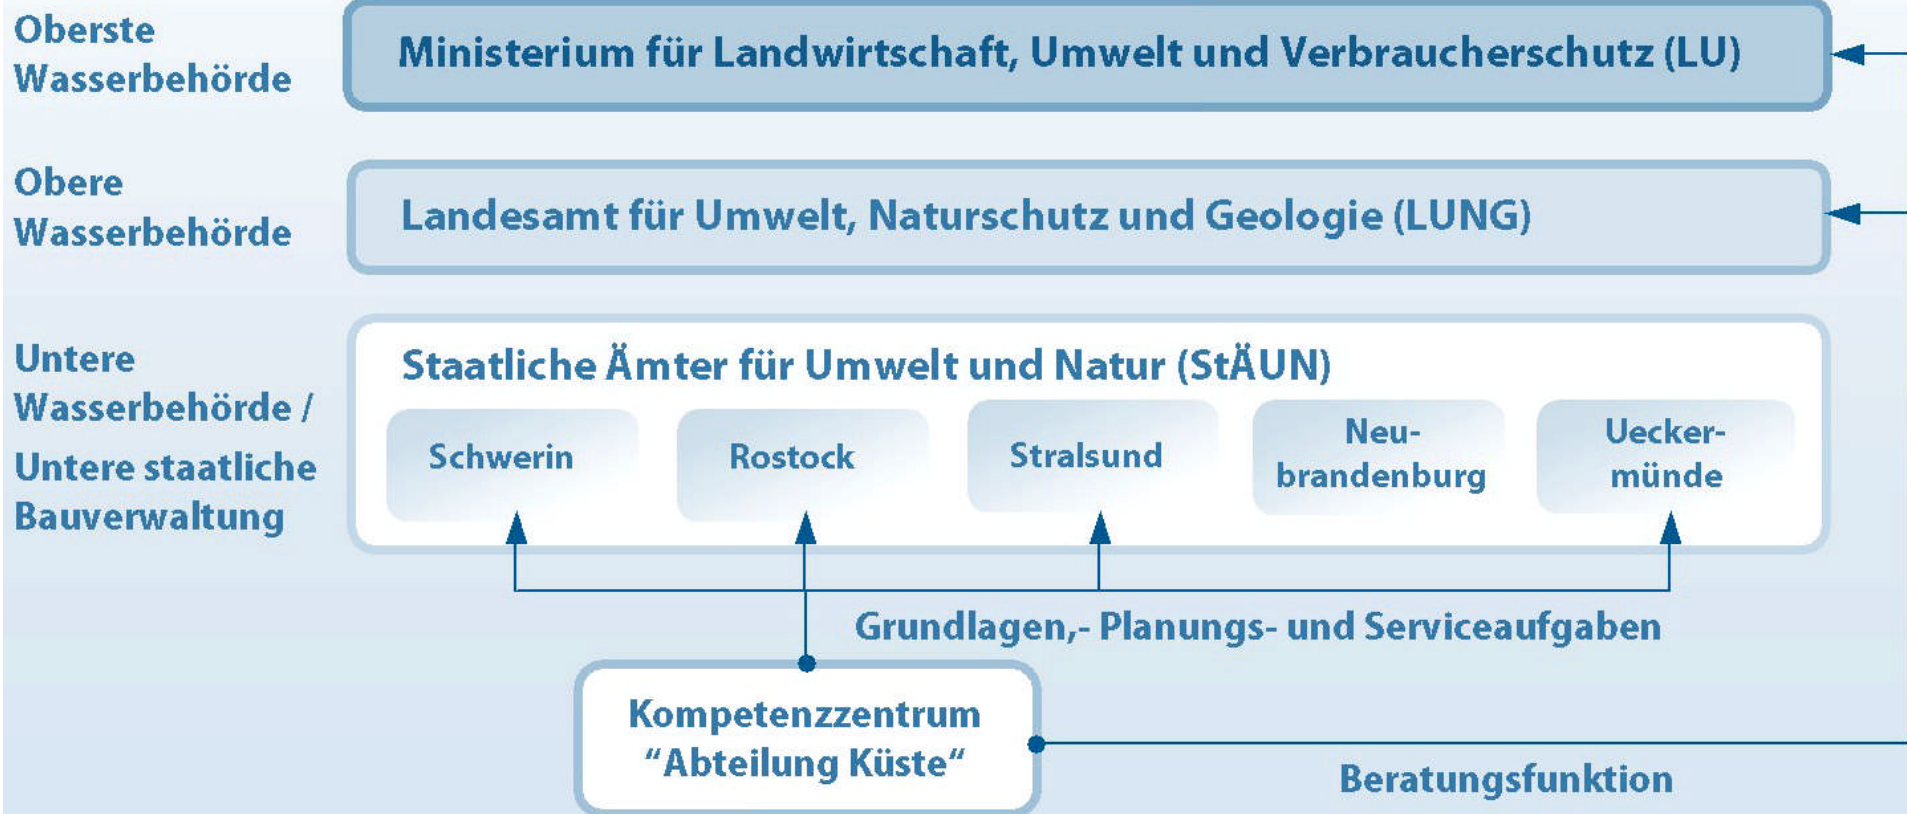 Oberste
Wasserbehörde
Ministerium für Landwirtschaft, Umwelt und Verbraucherschutz (LU)
Obere
Wasserbehörde
Landesamt für Umwelt, Naturschutz und Geologie (LUNG)
Untere
Wasserbehörde /
Untere staatliche
Bauverwaltung
Staatliche Ämter für Umwelt und Natur (StÄUN)
Schwerin
Rostock
Stralsund
Neu-
brandenburg
Uecker-
münde
Grundlagen,- Planungs- und Serviceaufgaben
Kompetenzzentrum
“Abteilung Küste“
Beratungsfunktion